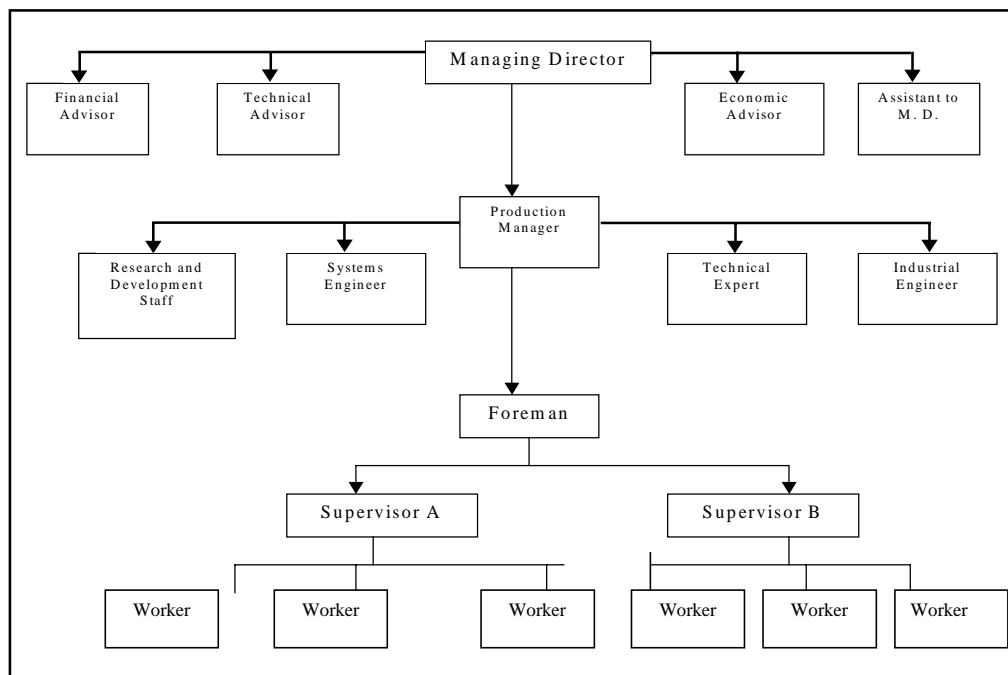 Managing Director
Financial
Advisor
Technical
Advisor
Economic
Advisor
Assistant to
M. D.
Production
Manager
Research and
Development
Staff
Systems
Engineer
Technical
Expert
Industrial
Engineer
Foreman
Supervisor A
Supervisor B
Worker
Worker
Worker
Worker
Worker
Worker